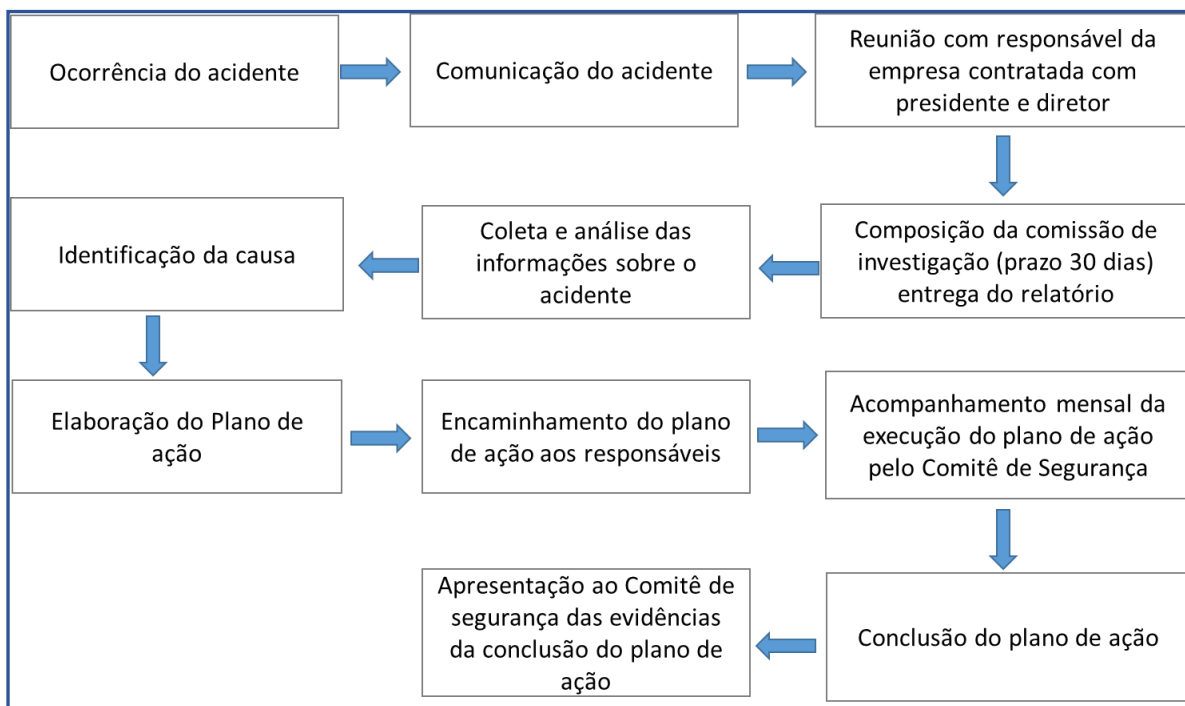 Ocorrência do acidente
Comunicação do acidente
Reunião com responsável da
empresa contratada com
presidente e diretor
Composição da comissão de
investigação (prazo 30 dias)
entrega do relatório
Coleta e análise das
informações sobre o
acidente
Identificação da causa
Elaboração do Plano de
ação
Encaminhamento do plano
de ação aos responsáveis
Acompanhamento mensal da
execução do plano de ação
pelo Comitê de Segurança
Conclusão do plano de ação
Apresentação ao Comitê de
segurança das evidências
da conclusão do plano de
ação